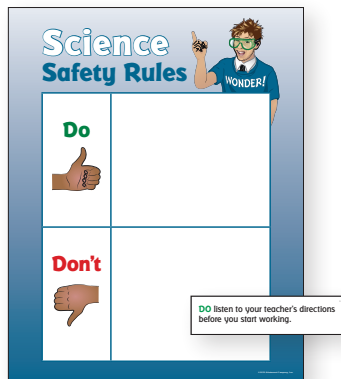 Science
Safety Rules
WONDER!
Do
Don't
DO listen to your teacher's directions
before you start working.